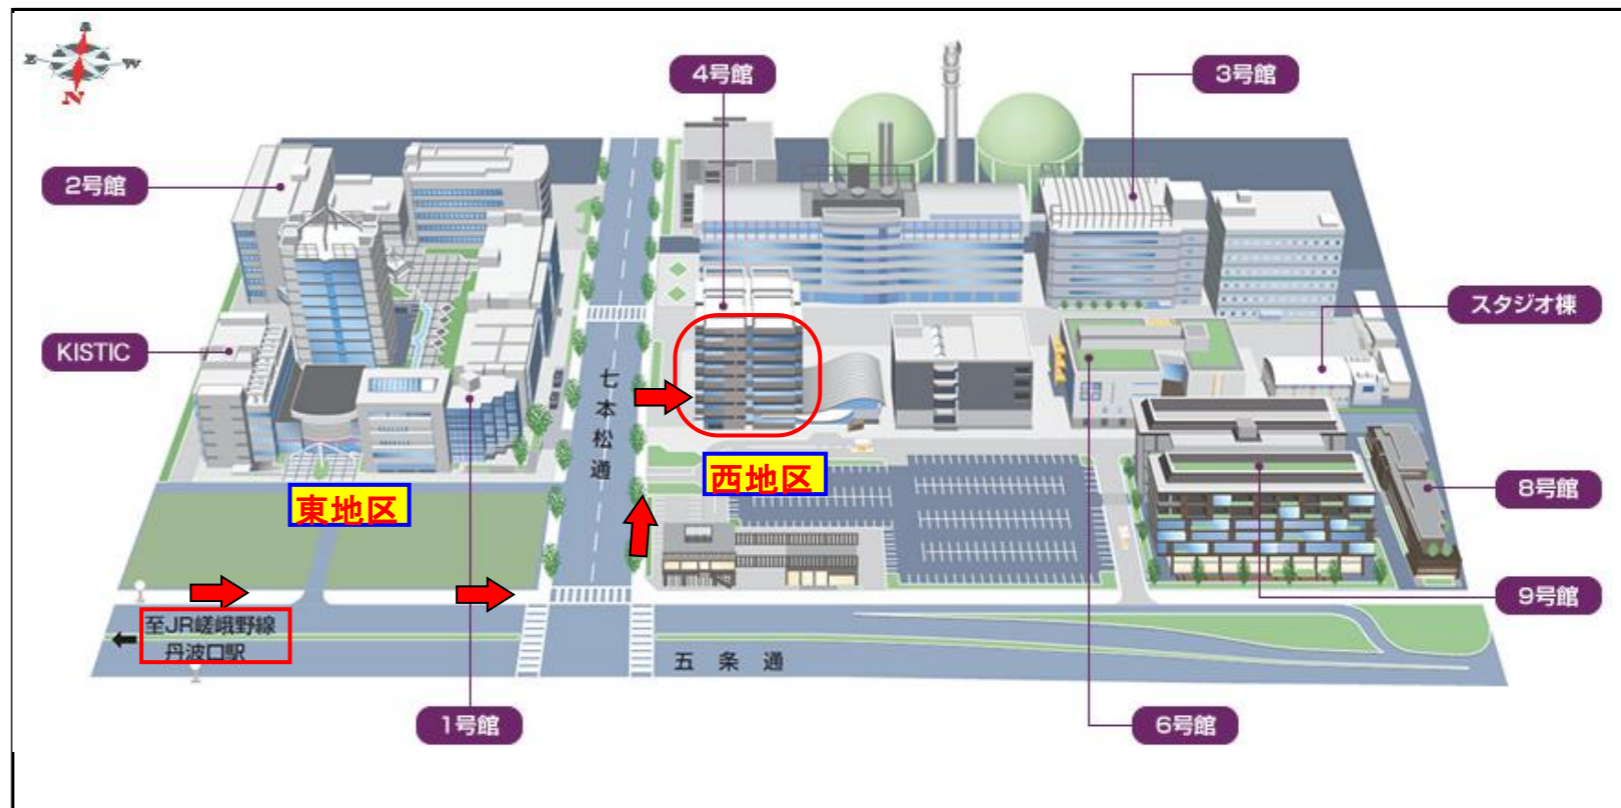 4号館
3号館
S
E
W
N
2号館
スタジオ棟
KISTIC
七本松通
西地区
東地区
8号館
9号館
至JR嵯峨野線
丹波口駅
五条通
1号館
6号館